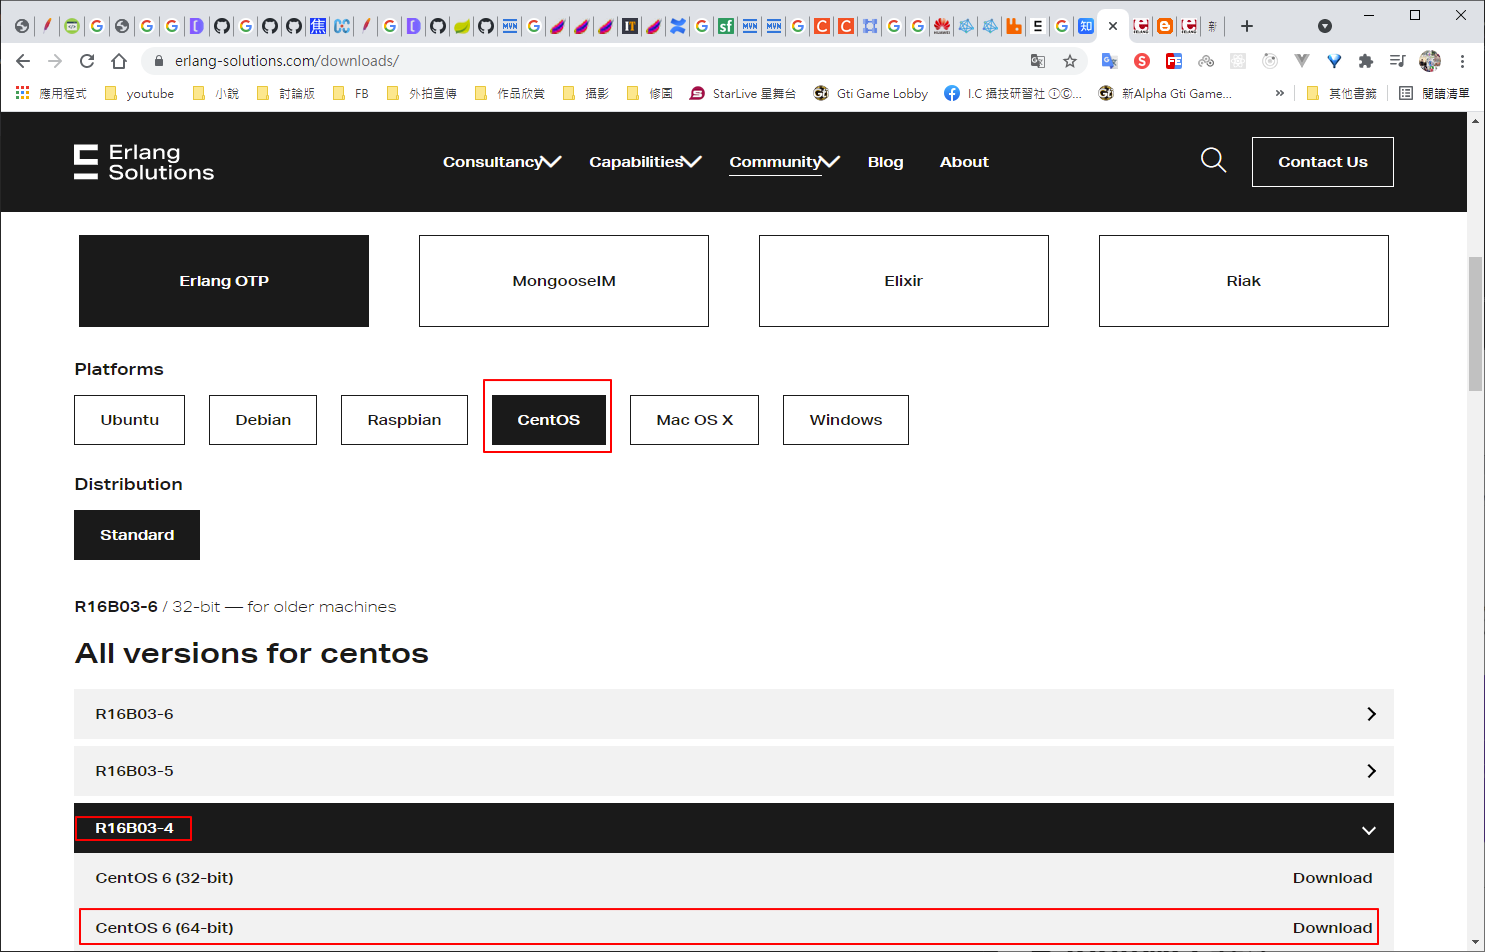 erlang-solutions.com/downloads/
應用程式 youtube 小說 討論版 FB 外拍宣傳 作品欣賞 攝影 修圖 StarLive 星舞台 Gti Game Lobby I.C 攝技研習社 ⓘⒸ... 新Alpha Gti Game... » 其他書籤 閱讀清單
Erlang
Solutions
Consultancy Capabilities Community Blog About Contact Us
Erlang OTP MongooseIM Elixir Riak
Platforms
Ubuntu Debian Raspbian CentOS Mac OS X Windows
Distribution
Standard
R16B03-6 / 32-bit — for older machines
All versions for centos
R16B03-6
R16B03-5
R16B03-4
CentOS 6 (32-bit) Download
CentOS 6 (64-bit) Download